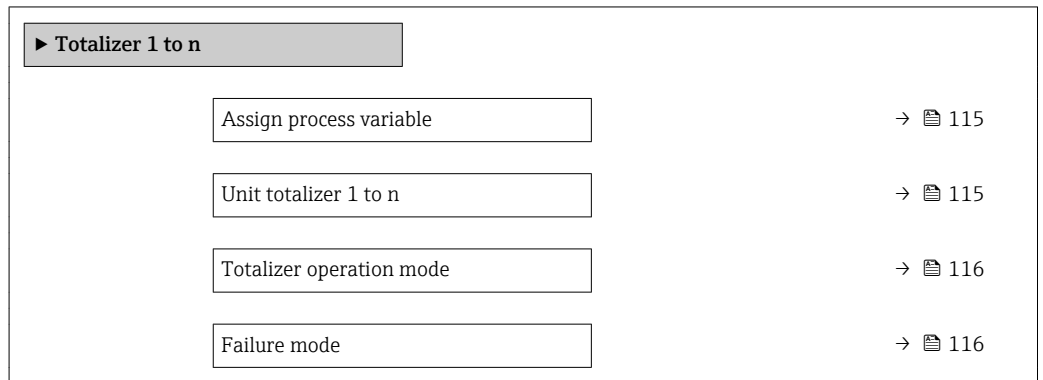 ▶ Totalizer 1 to n
Assign process variable → 115
Unit totalizer 1 to n → 115
Totalizer operation mode → 116
Failure mode → 116